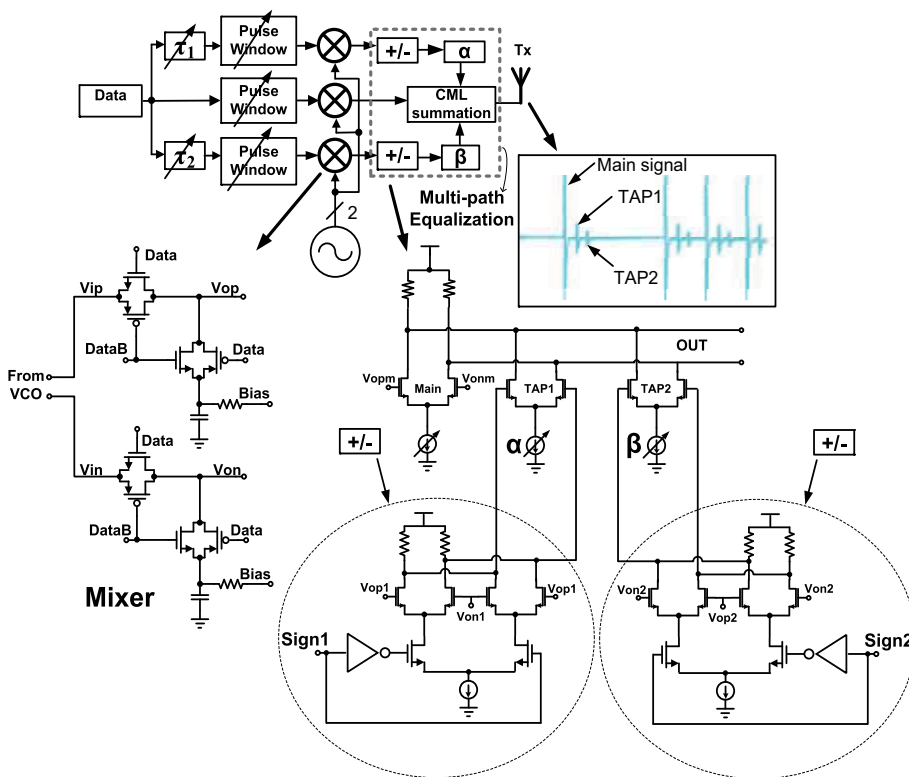 Data
τ1
Pulse Window
+/-
α
Tx
Pulse Window
CML summation
τ2
Pulse Window
+/-
β
2
Multi-path Equalization
Main signal
TAP1
TAP2
Data
Vip
Vop
DataB
Data
From VCO
Bias
Data
Vin
Von
DataB
Data
Bias
Mixer
OUT
Vopm
Main
Vonm
TAP1
TAP2
α
β
+/-
+/-
Vop1
Von1
Vop1
Sign1
Von2
Vop2
Von2
Sign2